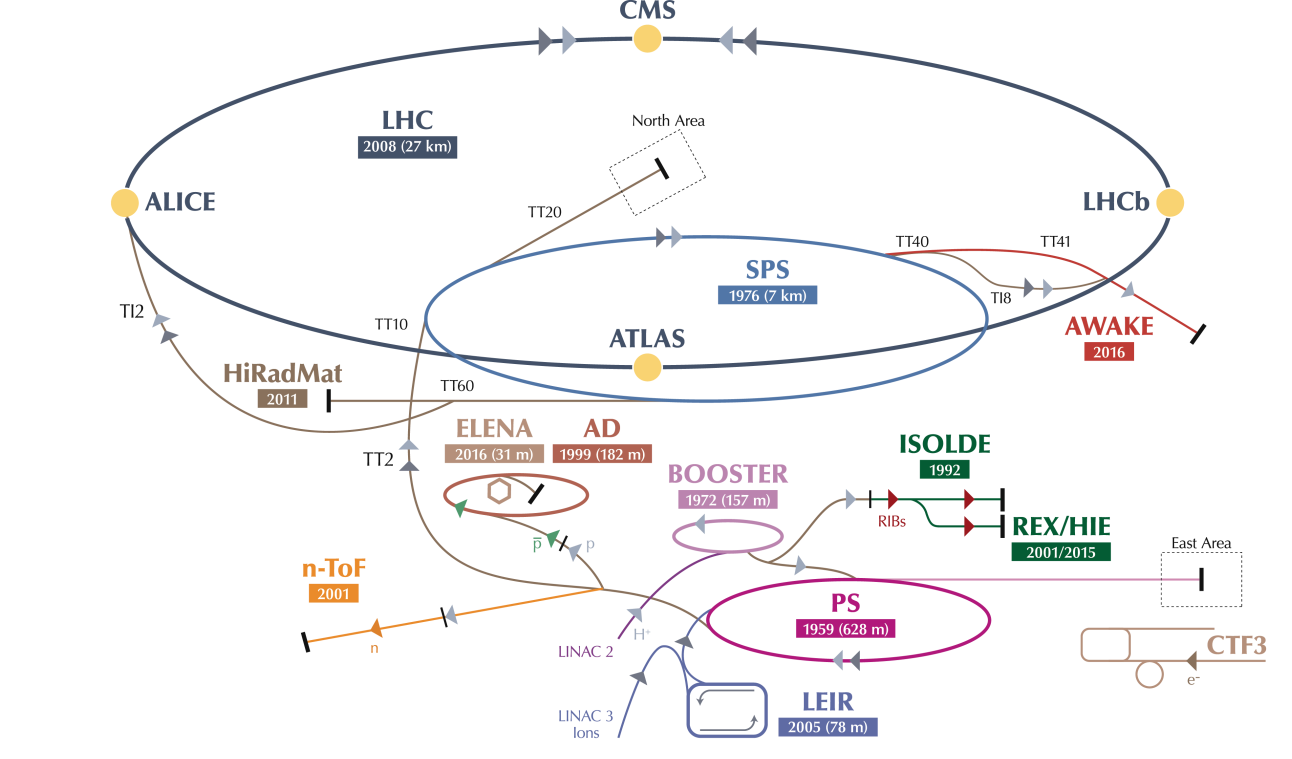 CMS
LHC
2008 (27 km)
North Area
ALICE
LHCb
TT20
TT40
TT41
SPS
1976 (7 km)
TI8
TI2
TT10
ATLAS
AWAKE
2016
HiRadMat
2011
TT60
ELENA
2016 (31 m)
AD
1999 (182 m)
TT2
BOOSTER
1972 (157 m)
ISOLDE
1992
RIBs
REX/HIE
2001/2015
p̅
p
East Area
n-ToF
2001
PS
1959 (628 m)
H⁺
n
LINAC 2
CTF3
e⁻
LEIR
2005 (78 m)
LINAC 3
Ions